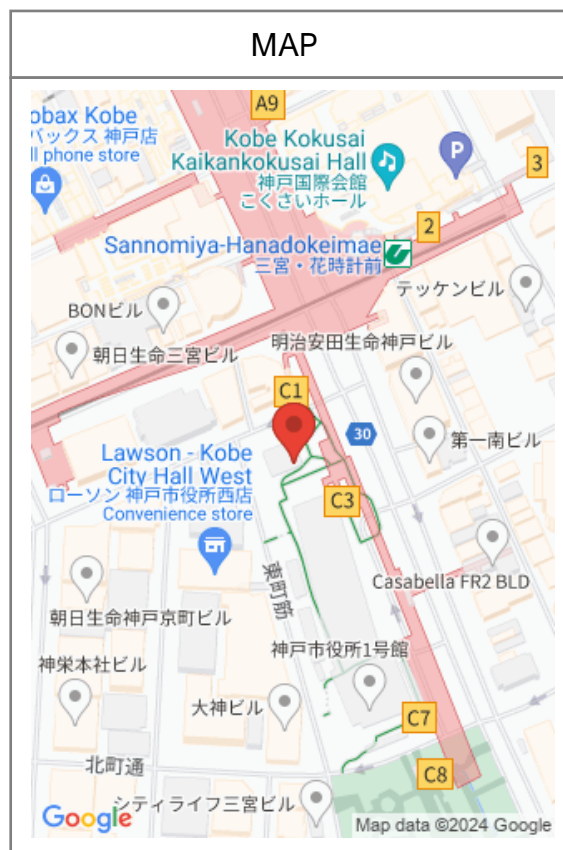 MAP
A9
obax Kobe
バックス 神戸店
ll phone store
Kobe Kokusai
Kaikankokusai Hall
神戸国際会館
こくさいホール
P
3
2
Sannomiya-Hanadokeimae
三宮・花時計前
テッケンビル
BONビル
朝日生命三宮ビル
明治安田生命神戸ビル
C1
30
第一南ビル
Lawson - Kobe
City Hall West
ローソン 神戸市役所西店
Convenience store
C3
東町筋
Casabella FR2 BLD
朝日生命神戸京町ビル
神栄本社ビル
神戸市役所1号館
大神ビル
C7
北町通
C8
シティライフ三宮ビル
Google
Map data ©2024 Google